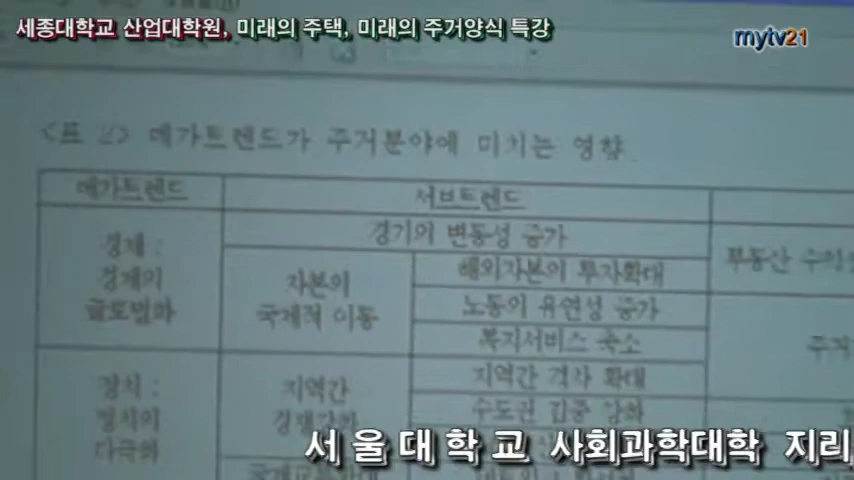 세종대학교 산업대학원, 미래의 주택, 미래의 주거양식 특강
mytv21
<표 2> 메가트렌드가 주거분야에 미치는 영향
메가트렌드
서브트렌드
경제 :
경제의
글로벌화
경기의 변동성 증가
자본의
국제적 이동
해외자본의 투자확대
노동의 유연성 증가
복지서비스 축소
부동산
정치 :
정치의
다극화
지역간
경쟁강화
지역간 격차 확대
수도권 집중 강화
서울대학교 사회과학대학 지리